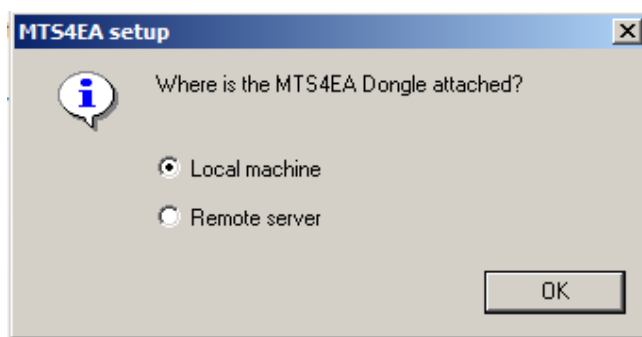 MTS4EA setup
Where is the MTS4EA Dongle attached?
Local machine
Remote server
OK